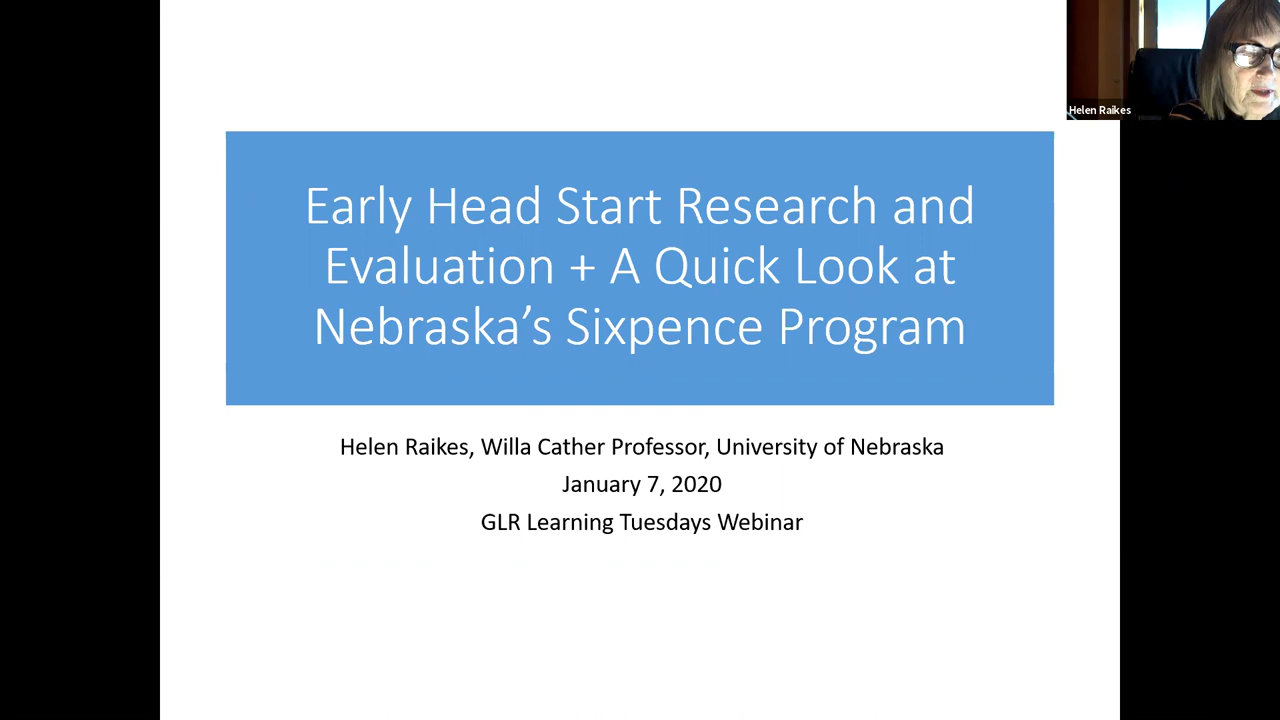 Helen Raikes
Early Head Start Research and
Evaluation + A Quick Look at
Nebraska’s Sixpence Program
Helen Raikes, Willa Cather Professor, University of Nebraska
January 7, 2020
GLR Learning Tuesdays Webinar